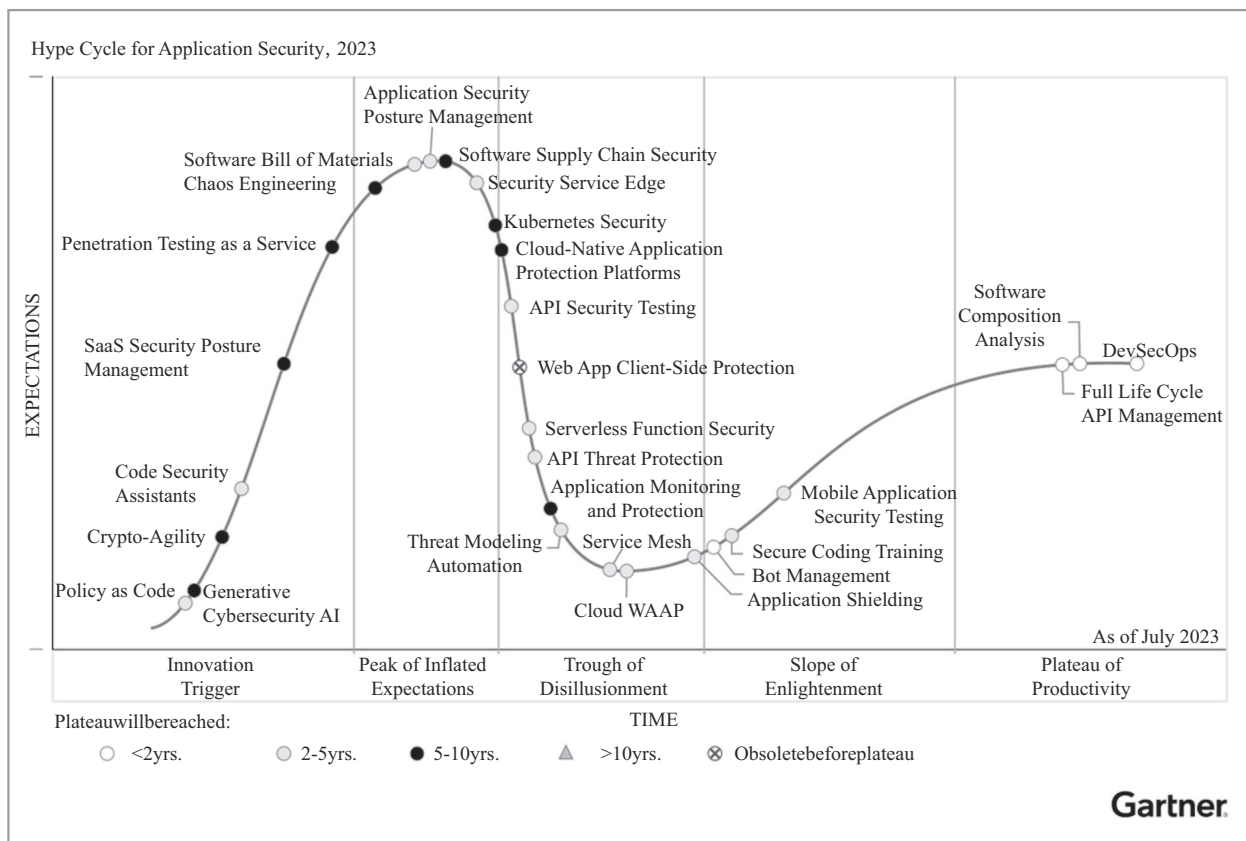 Hype Cycle for Application Security, 2023
Application Security
Posture Management
Software Bill of Materials
Software Supply Chain Security
Chaos Engineering
Security Service Edge
Kubernetes Security
Penetration Testing as a Service
Cloud-Native Application
Protection Platforms
API Security Testing
Software
Composition
Analysis
SaaS Security Posture
Management
Web App Client-Side Protection
DevSecOps
Full Life Cycle
API Management
EXPECTATIONS
Serverless Function Security
API Threat Protection
Code Security
Assistants
Application Monitoring
and Protection
Mobile Application
Security Testing
Crypto-Agility
Threat Modeling
Automation
Service Mesh
Secure Coding Training
Bot Management
Application Shielding
Policy as Code
Generative
Cybersecurity AI
Cloud WAAP
As of July 2023
Innovation
Trigger
Peak of Inflated
Expectations
Trough of
Disillusionment
Slope of
Enlightenment
Plateau of
Productivity
TIME
Plateauwillbereached:
<2yrs.
2-5yrs.
5-10yrs.
>10yrs.
Obsoletebeforeplateau
Gartner